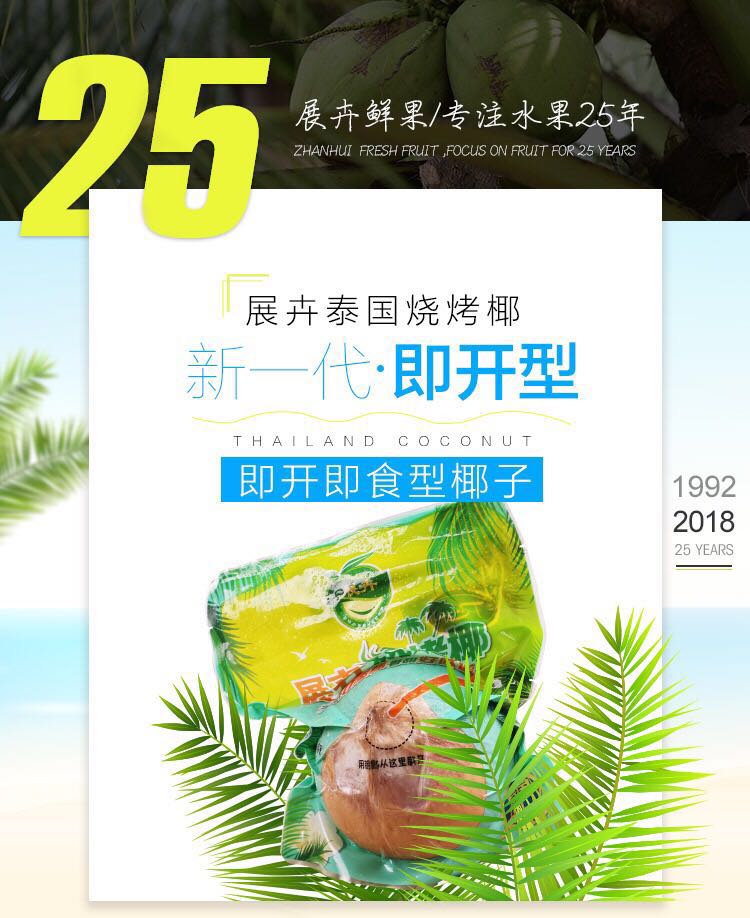 25
展卉鲜果/专注水果25年
ZHANHUI FRESH FRUIT ,FOCUS ON FRUIT FOR 25 YEARS
展卉泰国烧烤椰
新一代·即开型
THAILAND COCONUT
即开即食型椰子
1992
2018
25 YEARS